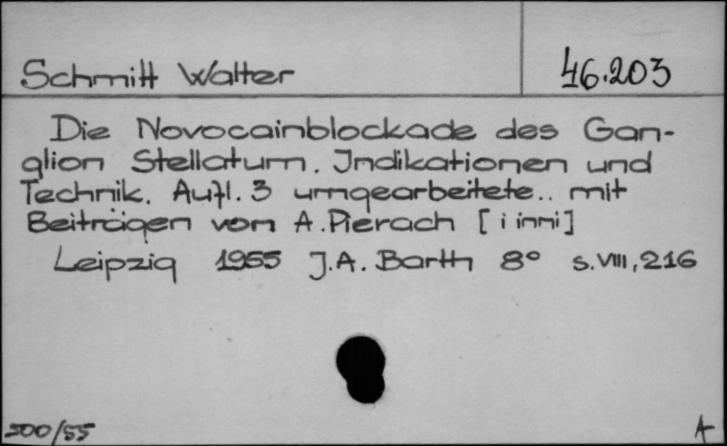 Schmitt Walter
46.203
Die Novocainblockade des Gan-
glion Stellatum. Indikationen und
Technik. Aufl. 3 umgearbeitete.. mit
Beiträgen von A. Pierach [i inni]
Leipzig 1955 J.A. Barth 8° s. VIII, 216
500/55
A